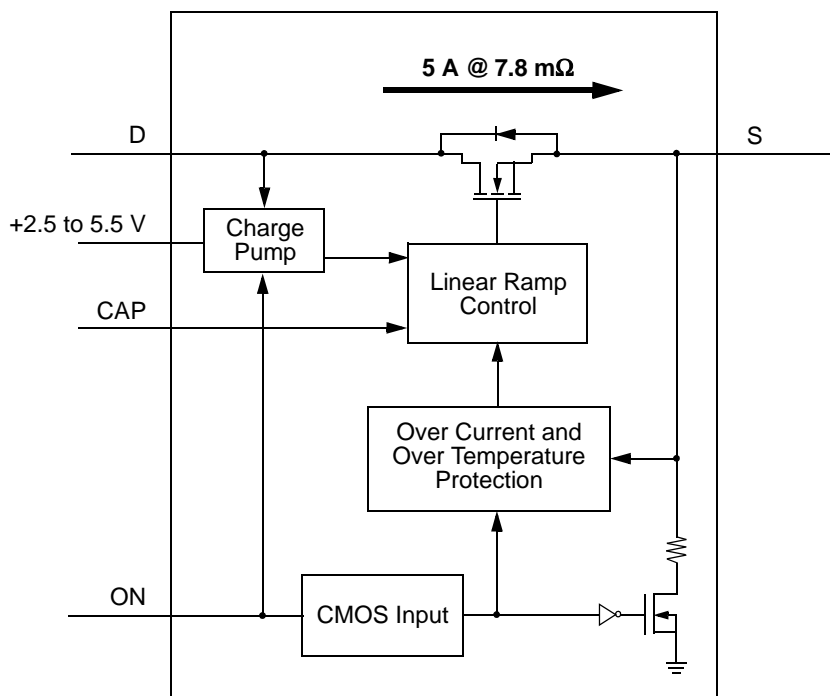 5 A @ 7.8 mΩ
D
S
+2.5 to 5.5 V
Charge
Pump
Linear Ramp
Control
CAP
Over Current and
Over Temperature
Protection
ON
CMOS Input